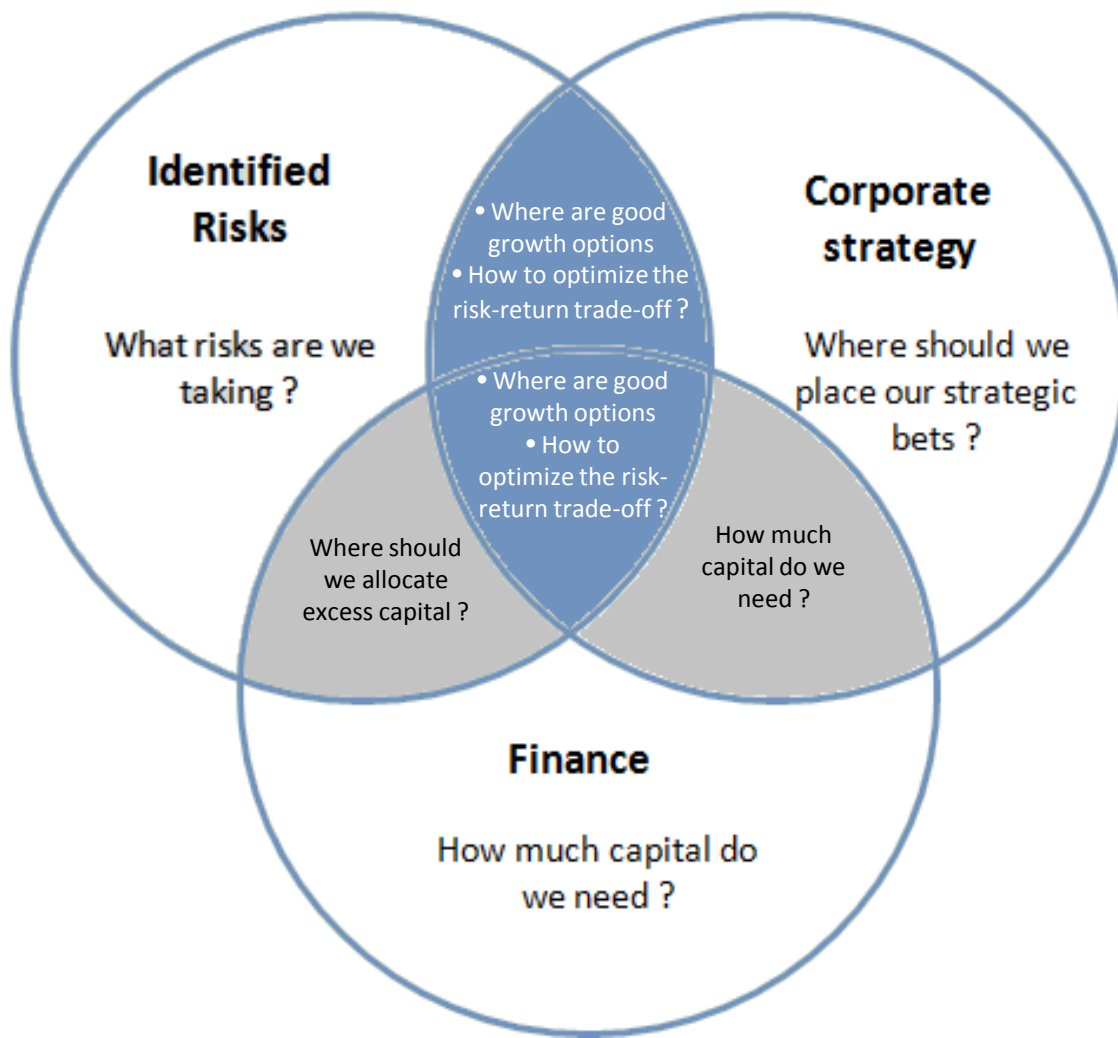 Identified
Risks
What risks are we
taking ?
• Where are good
growth options
• How to optimize the
risk-return trade-off ?
Corporate
strategy
Where should we
place our strategic
bets ?
• Where are good
growth options
• How to
optimize the risk-
return trade-off ?
Where should
we allocate
excess capital ?
How much
capital do we
need ?
Finance
How much capital do
we need ?